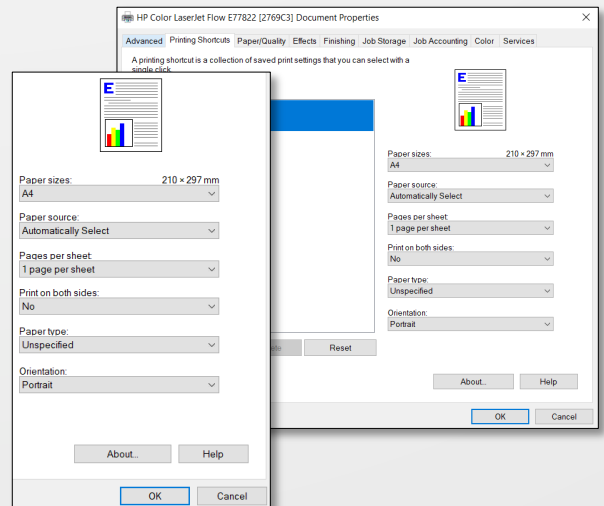 HP Color LaserJet Flow E77822 [2769C3] Document Properties
Advanced Printing Shortcuts Paper/Quality Effects Finishing Job Storage Job Accounting Color Services
A printing shortcut is a collection of saved print settings that you can select with a
single click.
E
Paper sizes: 210 × 297 mm
A4
Paper source:
Automatically Select
Pages per sheet:
1 page per sheet
Print on both sides:
No
Paper type:
Unspecified
Orientation:
Portrait
Reset
About... Help
OK Cancel
E
Paper sizes: 210 × 297 mm
A4
Paper source:
Automatically Select
Pages per sheet:
1 page per sheet
Print on both sides:
No
Paper type:
Unspecified
Orientation:
Portrait
About... Help
OK Cancel